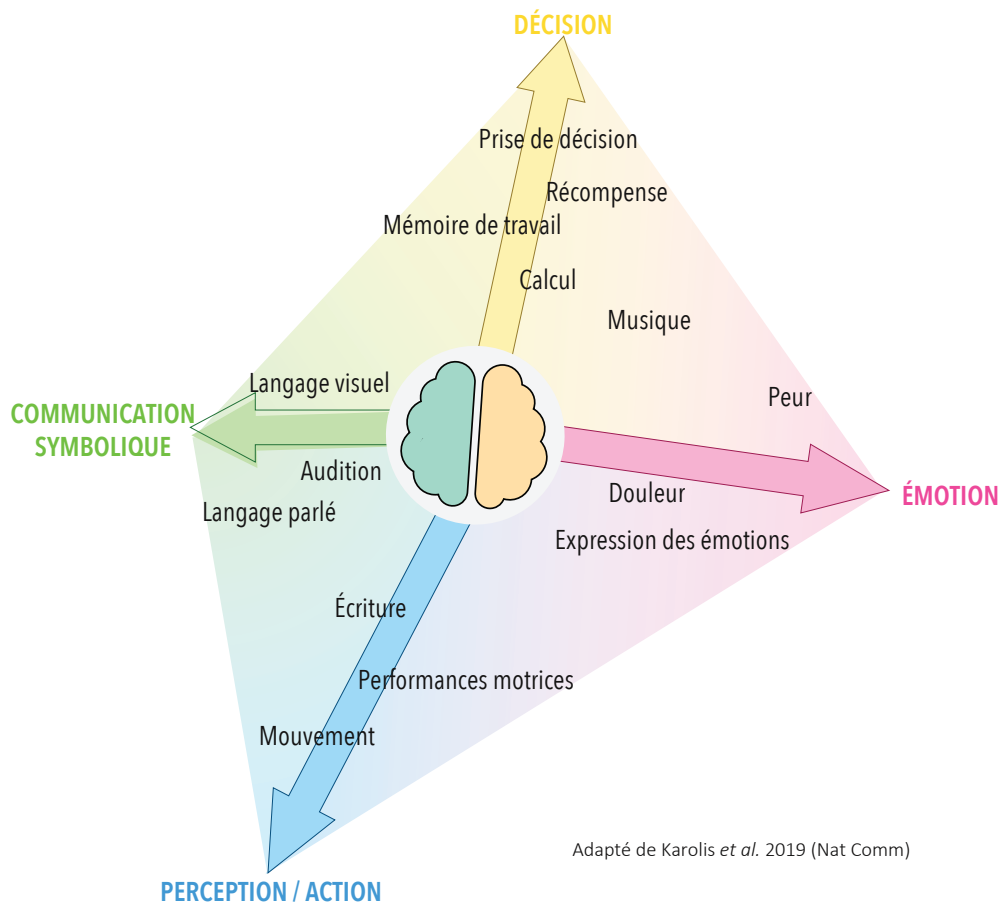 DÉCISION
Prise de décision
Récompense
Mémoire de travail
Calcul
Musique
Langage visuel
Peur
COMMUNICATION
SYMBOLIQUE
Audition
Douleur
ÉMOTION
Langage parlé
Expression des émotions
Écriture
Performances motrices
Mouvement
Adapté de Karolis et al. 2019 (Nat Comm)
PERCEPTION / ACTION